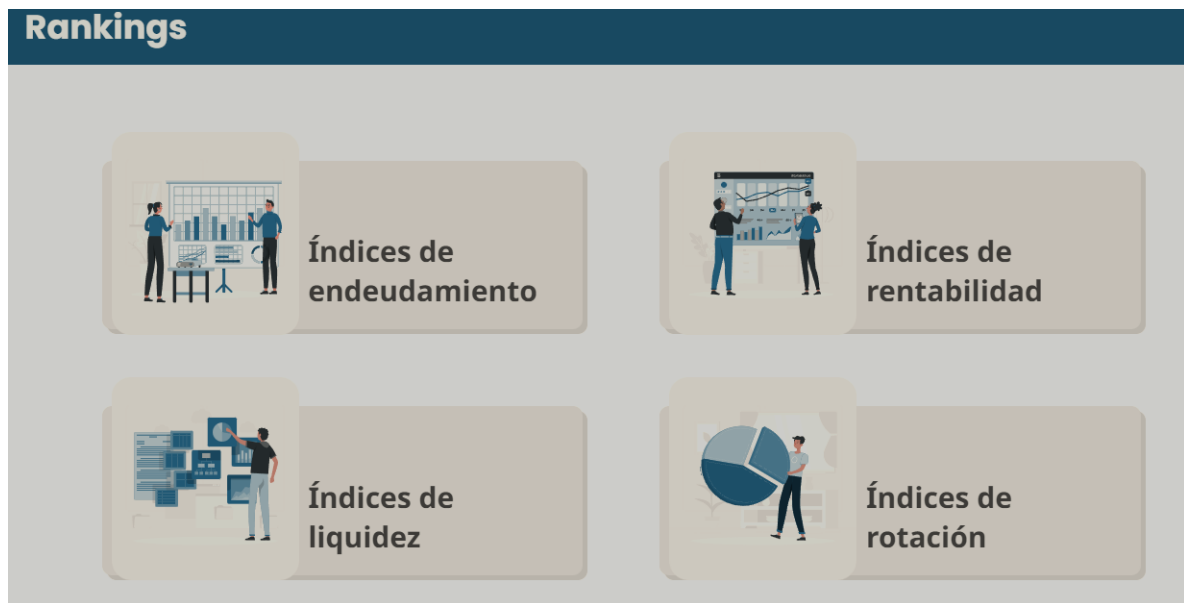 Rankings
Índices de
endeudamiento
Índices de
rentabilidad
Índices de
liquidez
Índices de
rotación